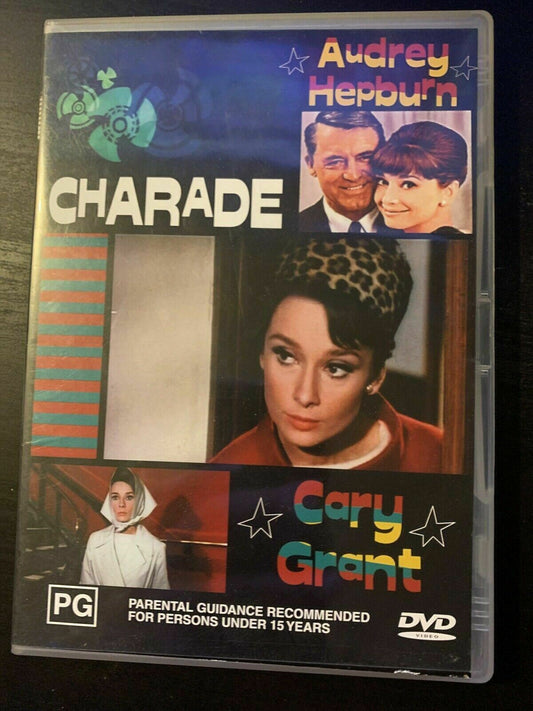 Audrey
Hepburn
CHARADE
Cary
Grant
PG
PARENTAL GUIDANCE RECOMMENDED
FOR PERSONS UNDER 15 YEARS
DVD
VIDEO